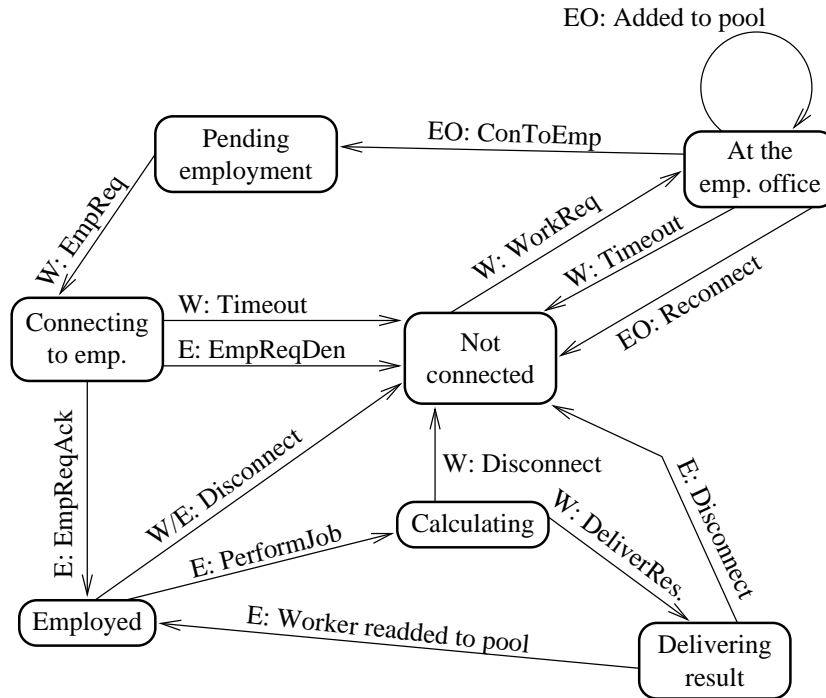 EO: Added to pool
Pending
employment
EO: ConToEmp
At the
emp. office
W: EmpReq
W: WorkReq
W: Timeout
EO: Reconnect
Connecting
to emp.
W: Timeout
E: EmpReqDen
Not
connected
E: EmpReqAck
W/E: Disconnect
W: Disconnect
E: Disconnect
E: PerformJob
Calculating
W: DeliverRes.
Employed
E: Worker readded to pool
Delivering
result